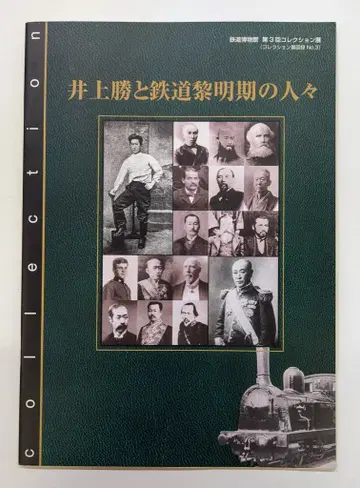 鉄道博物館 第3回コレクション展
(コレクション展図録 No.3)
井上勝と鉄道黎明期の人々
collection